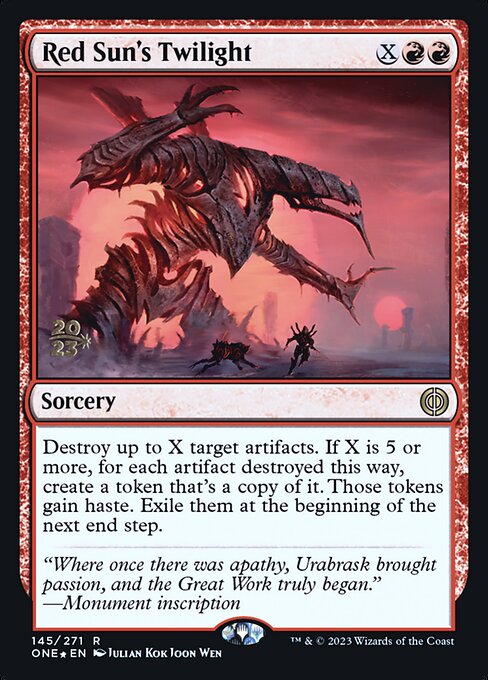 Red Sun's Twilight
X
20
23
Sorcery
Destroy up to X target artifacts. If X is 5 or
more, for each artifact destroyed this way,
create a token that's a copy of it. Those tokens
gain haste. Exile them at the beginning of the
next end step.
“Where once there was apathy, Urabrask brought
passion, and the Great Work truly began.”
—Monument inscription
145/271 R
ONE★EN Julian Kok Joon Wen
™ & © 2023 Wizards of the Coast